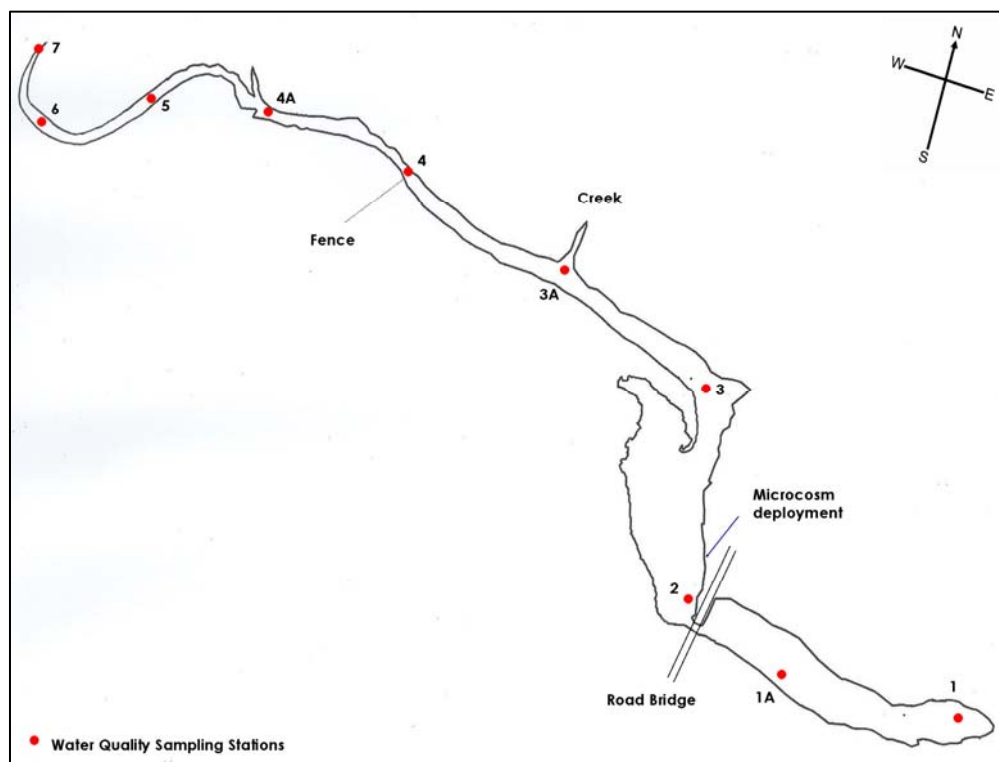 7
N
W
E
S
5
4A
6
4
Creek
Fence
3A
3
Microcosm
deployment
2
Road Bridge
1A
1
Water Quality Sampling Stations